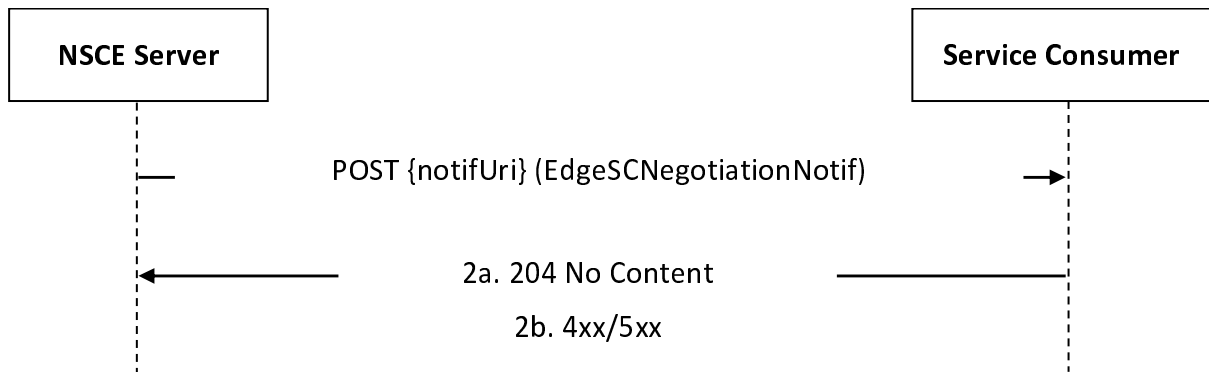 NSCE Server
Service Consumer
POST {notifUri} (EdgeSCNegotiationNotif)
2a. 204 No Content
2b. 4xx/5xx